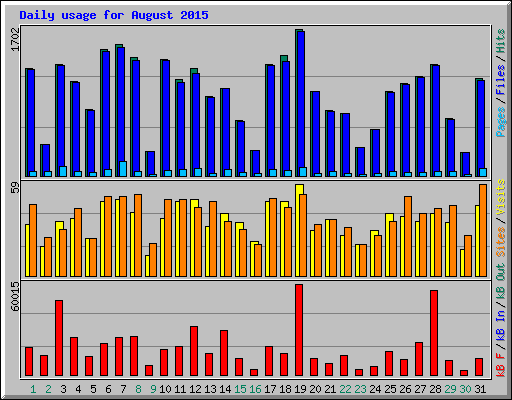 Daily usage for August 2015
1702
Pages / Files / Hits
59
Sites / Visits
60015
kB F / kB In / kB Out
1 2 3 4 5 6 7 8 9 10 11 12 13 14 15 16 17 18 19 20 21 22 23 24 25 26 27 28 29 30 31